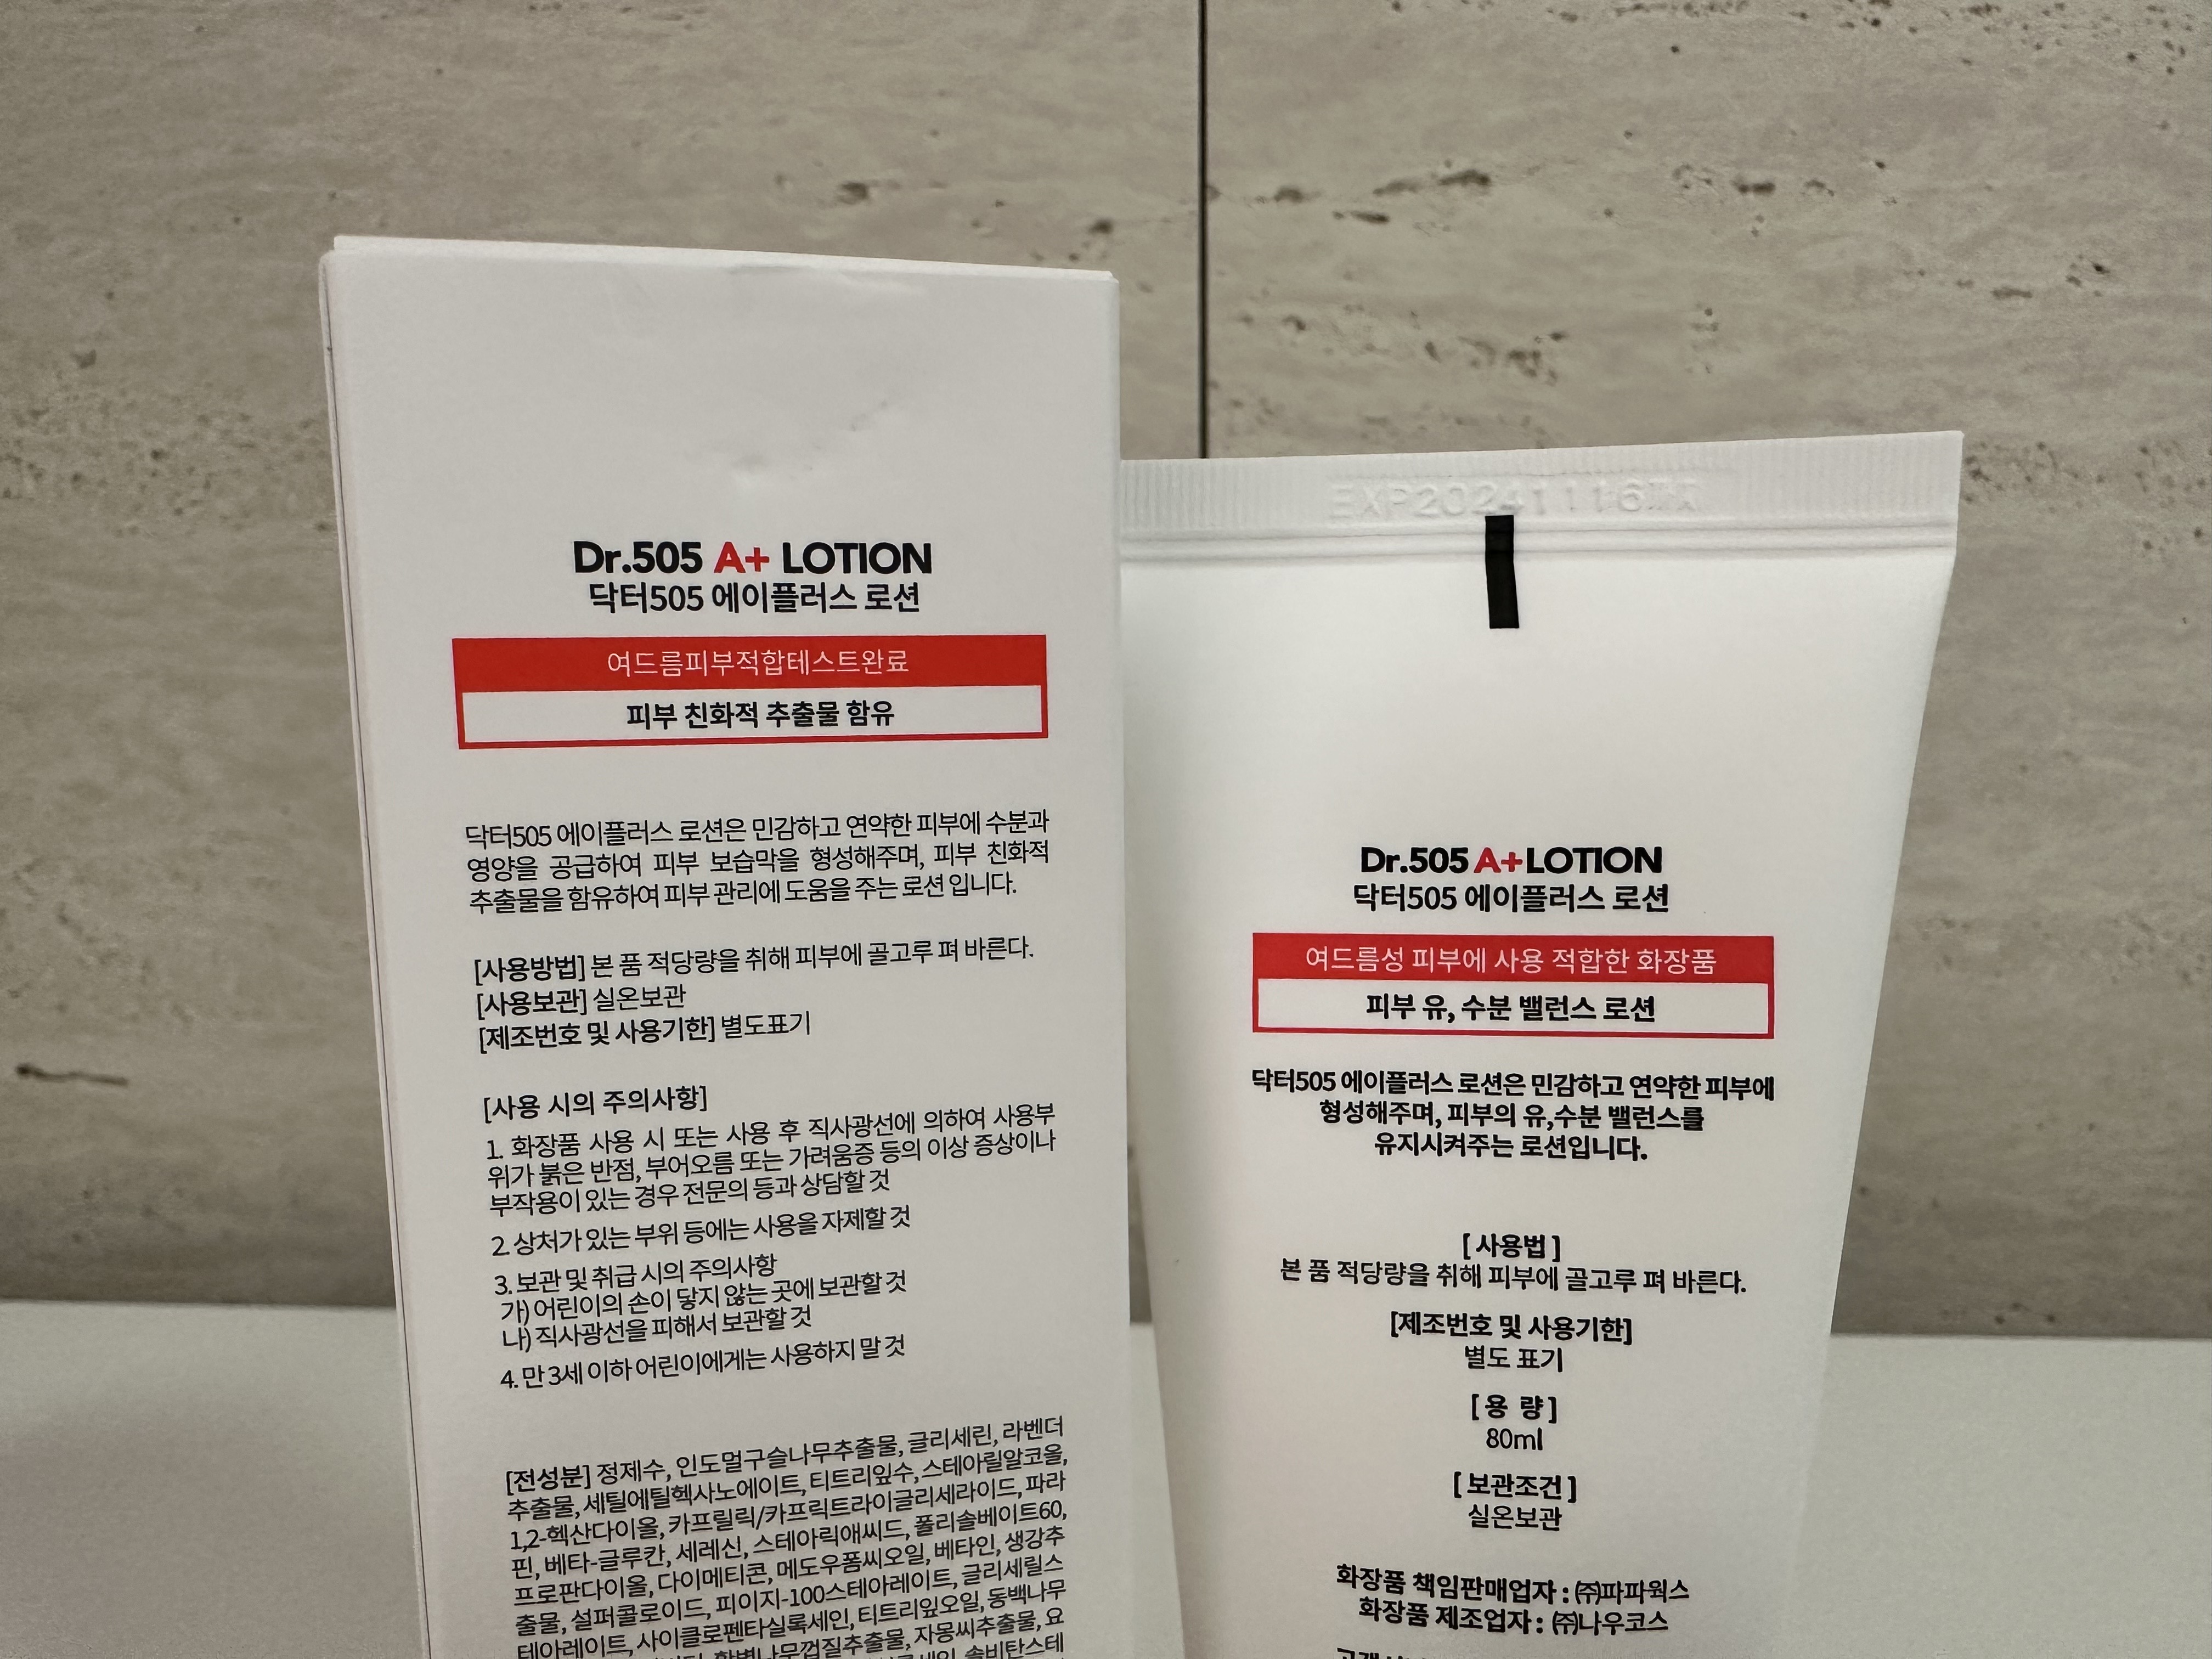 Dr.505 A+ LOTION
닥터505 에이플러스 로션
여드름피부적합테스트완료
피부 친화적 추출물 함유
닥터505 에이플러스 로션은 민감하고 연약한 피부에 수분과
영양을 공급하여 피부 보습막을 형성해주며, 피부 친화적
추출물을 함유하여 피부 관리에 도움을 주는 로션 입니다.
[사용방법] 본 품 적당량을 취해 피부에 골고루 펴 바른다.
[사용보관] 실온보관
[제조번호 및 사용기한] 별도표기
[사용 시의 주의사항]
1. 화장품 사용 시 또는 사용 후 직사광선에 의하여 사용부
위가 붉은 반점, 부어오름 또는 가려움증 등의 이상 증상이나
부작용이 있는 경우 전문의 등과 상담할 것
2. 상처가 있는 부위 등에는 사용을 자제할 것
3. 보관 및 취급 시의 주의사항
가) 어린이의 손이 닿지 않는 곳에 보관할 것
나) 직사광선을 피해서 보관할 것
4. 만 3세 이하 어린이에게는 사용하지 말 것
[전성분] 정제수, 인도멀구슬나무추출물, 글리세린, 라벤더
추출물, 세틸에틸헥사노에이트, 티트리잎수, 스테아릴알코올,
1,2-헥산다이올, 카프릴릭/카프릭트라이글리세라이드, 파라
핀, 베타-글루칸, 세레신, 스테아릭애씨드, 폴리솔베이트60,
프로판다이올, 다이메티콘, 메도우폼씨오일, 베타인, 생강추
출물, 설퍼콜로이드, 피이지-100스테아레이트, 글리세릴스
테아레이트, 사이클로펜타실록세인, 티트리잎오일, 동백나무
껍질추출물, 자몽씨추출물, 요
솔비탄스테
EXP20241116
Dr.505 A+LOTION
닥터505 에이플러스 로션
여드름성 피부에 사용 적합한 화장품
피부 유, 수분 밸런스 로션
닥터505 에이플러스 로션은 민감하고 연약한 피부에
형성해주며, 피부의 유,수분 밸런스를
유지시켜주는 로션입니다.
[ 사용법 ]
본 품 적당량을 취해 피부에 골고루 펴 바른다.
[제조번호 및 사용기한]
별도 표기
[ 용 량 ]
80ml
[ 보관조건 ]
실온보관
화장품 책임판매업자 : ㈜파파웍스
화장품 제조업자 : ㈜나우코스